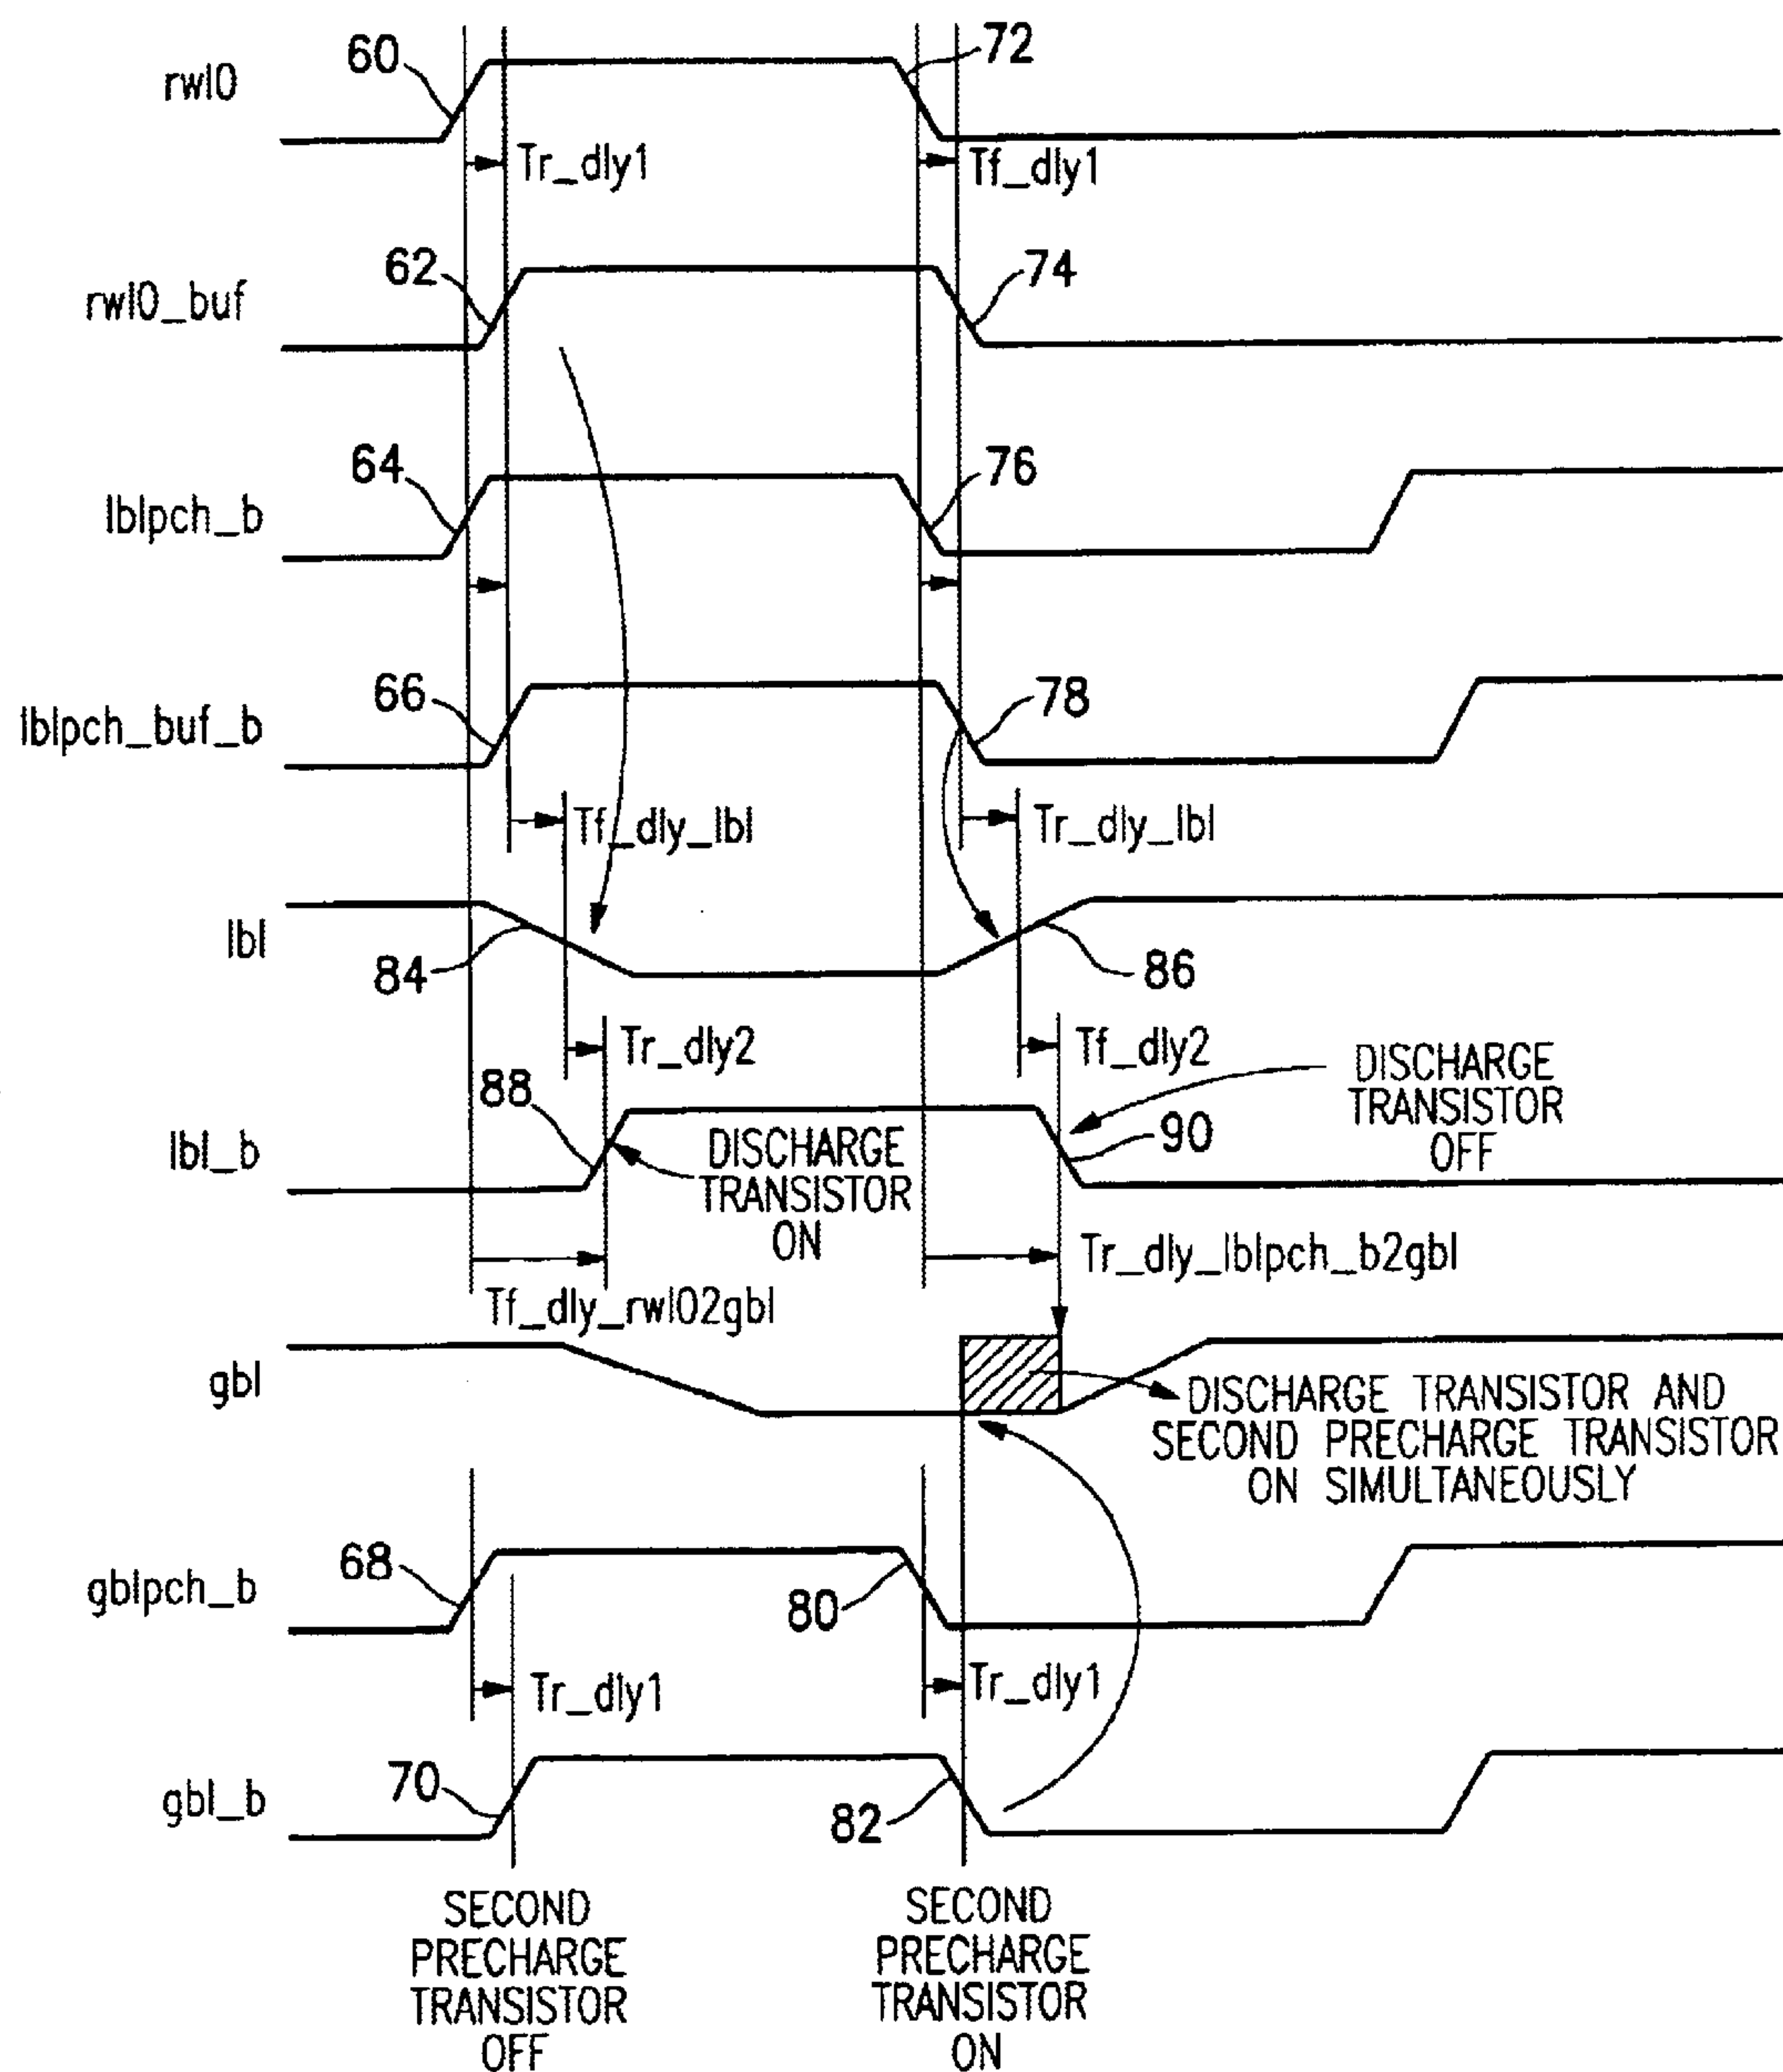 60
72
rwl0
Tr_dly1
Tf_dly1
62
74
rwl0_buf
64
76
lblpch_b
66
78
lblpch_buf_b
Tf_dly_lbl
Tr_dly_lbl
lbl
84
86
Tr_dly2
Tf_dly2
DISCHARGE
TRANSISTOR
OFF
88
90
lbl_b
DISCHARGE
TRANSISTOR
ON
Tr_dly_lblpch_b2gbl
Tf_dly_rwl02gbl
gbl
DISCHARGE TRANSISTOR AND
SECOND PRECHARGE TRANSISTOR
ON SIMULTANEOUSLY
68
80
gblpch_b
Tr_dly1
Tr_dly1
70
82
gbl_b
SECOND
PRECHARGE
TRANSISTOR
OFF
SECOND
PRECHARGE
TRANSISTOR
ON